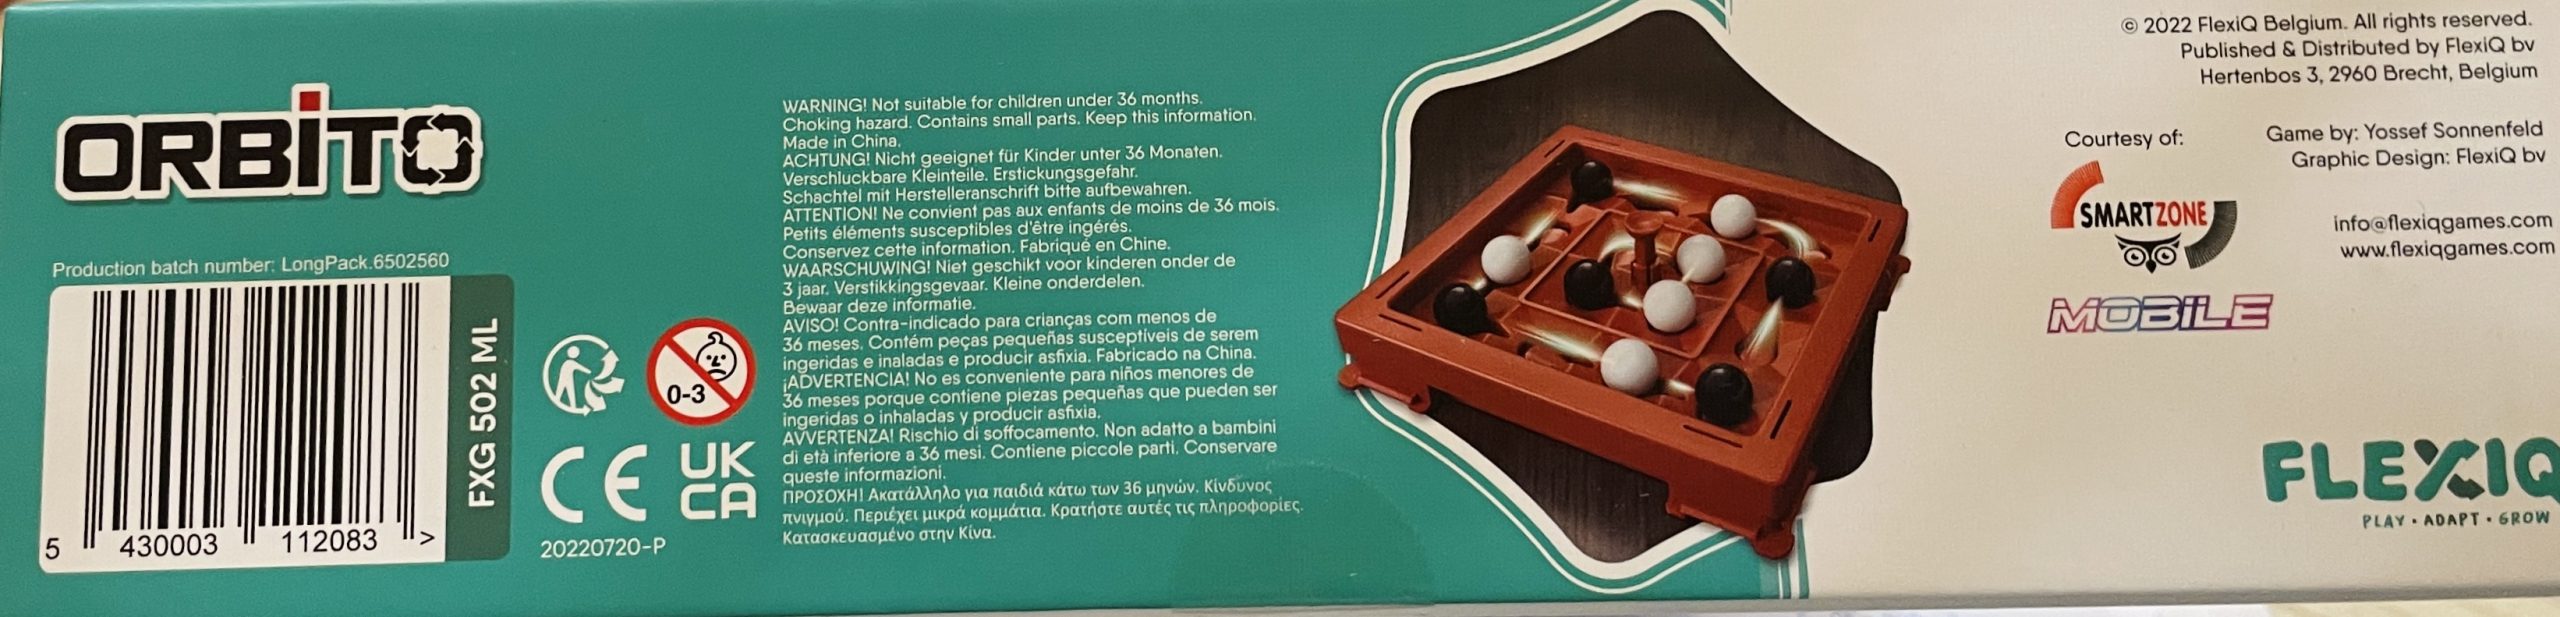 ORBITO
Production batch number: LongPack.6502560
5 430003 112083 >
FXG 502 ML
0-3
CE
UK
CA
20220720-P
WARNING! Not suitable for children under 36 months.
Choking hazard. Contains small parts. Keep this information.
Made in China.
ACHTUNG! Nicht geeignet für Kinder unter 36 Monaten.
Verschluckbare Kleinteile. Erstickungsgefahr.
Schachtel mit Herstelleranschrift bitte aufbewahren.
ATTENTION! Ne convient pas aux enfants de moins de 36 mois.
Petits éléments susceptibles d'être ingérés.
Conservez cette information. Fabriqué en Chine.
WAARSCHUWING! Niet geschikt voor kinderen onder de
3 jaar. Verstikkingsgevaar. Kleine onderdelen.
Bewaar deze informatie.
AVISO! Contra-indicado para crianças com menos de
36 meses. Contém peças pequeñas susceptíveis de serem
ingeridas e inaladas e producir asfixia. Fabricado na China.
¡ADVERTENCIA! No es conveniente para niños menores de
36 meses porque contiene piezas pequeñas que pueden ser
ingeridas o inhaladas y producir asfixia.
AVVERTENZA! Rischio di soffocamento. Non adatto a bambini
di età inferiore a 36 mesi. Contiene piccole parti. Conservare
queste informazioni.
ΠΡΟΣΟΧΗ! Ακατάλληλο για παιδιά κάτω των 36 μηνών. Κίνδυνος
πνιγμού. Περιέχει μικρά κομμάτια. Κρατήστε αυτές τις πληροφορίες.
Κατασκευασμένο στην Κίνα.
© 2022 FlexiQ Belgium. All rights reserved.
Published & Distributed by FlexiQ bv
Hertenbos 3, 2960 Brecht, Belgium
Courtesy of:
SMARTZONE
MOBILE
Game by: Yossef Sonnenfeld
Graphic Design: FlexiQ bv
info@flexiqgames.com
www.flexiqgames.com
FLEXIQ
PLAY • ADAPT • GROW